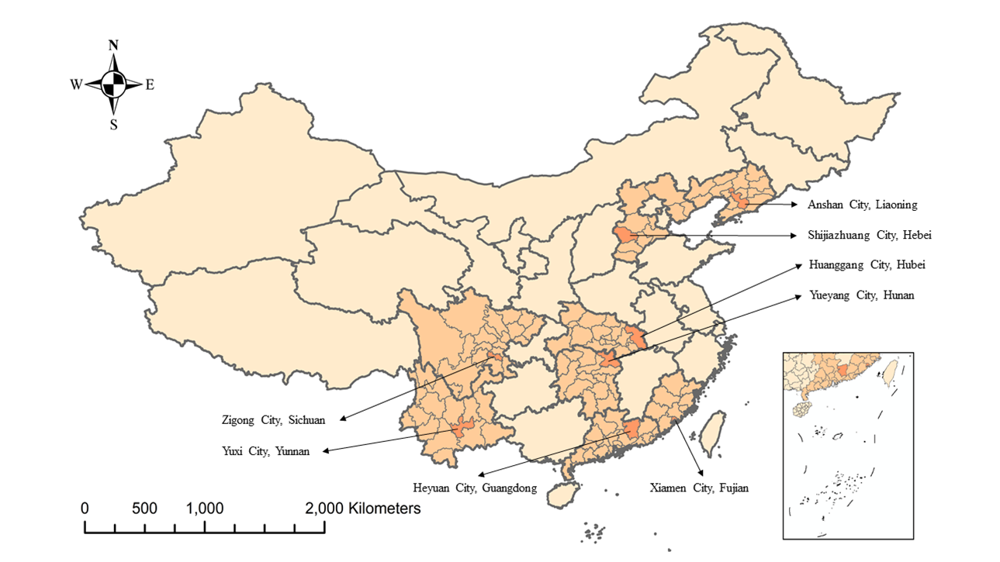 N
W E
S
Anshan City, Liaoning
Shijiazhuang City, Hebei
Huanggang City, Hubei
Yueyang City, Hunan
Zigong City, Sichuan
Yuxi City, Yunnan
Heyuan City, Guangdong
Xiamen City, Fujian
0 500 1,000 2,000 Kilometers